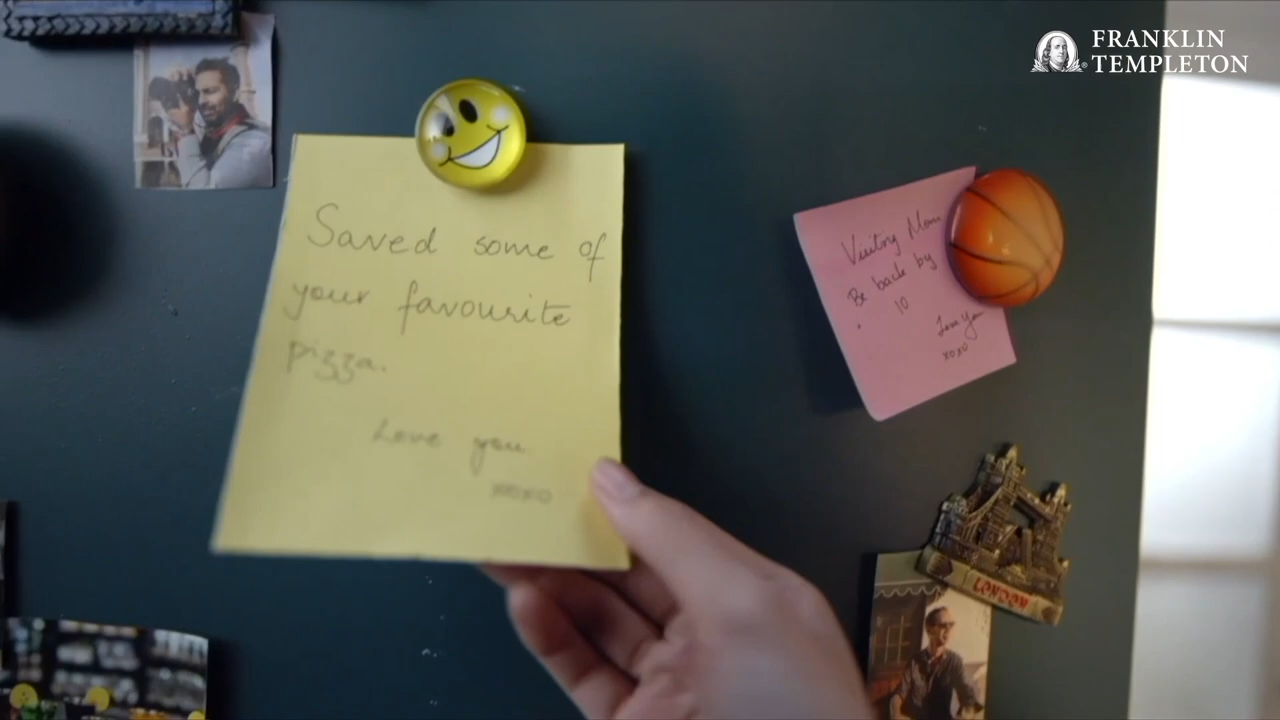 FRANKLIN
TEMPLETON
Saved some of
your favourite
pizza.
Love you
xoxo
Visiting Mom
Be back by
10
Love you
xoxo
LONDON